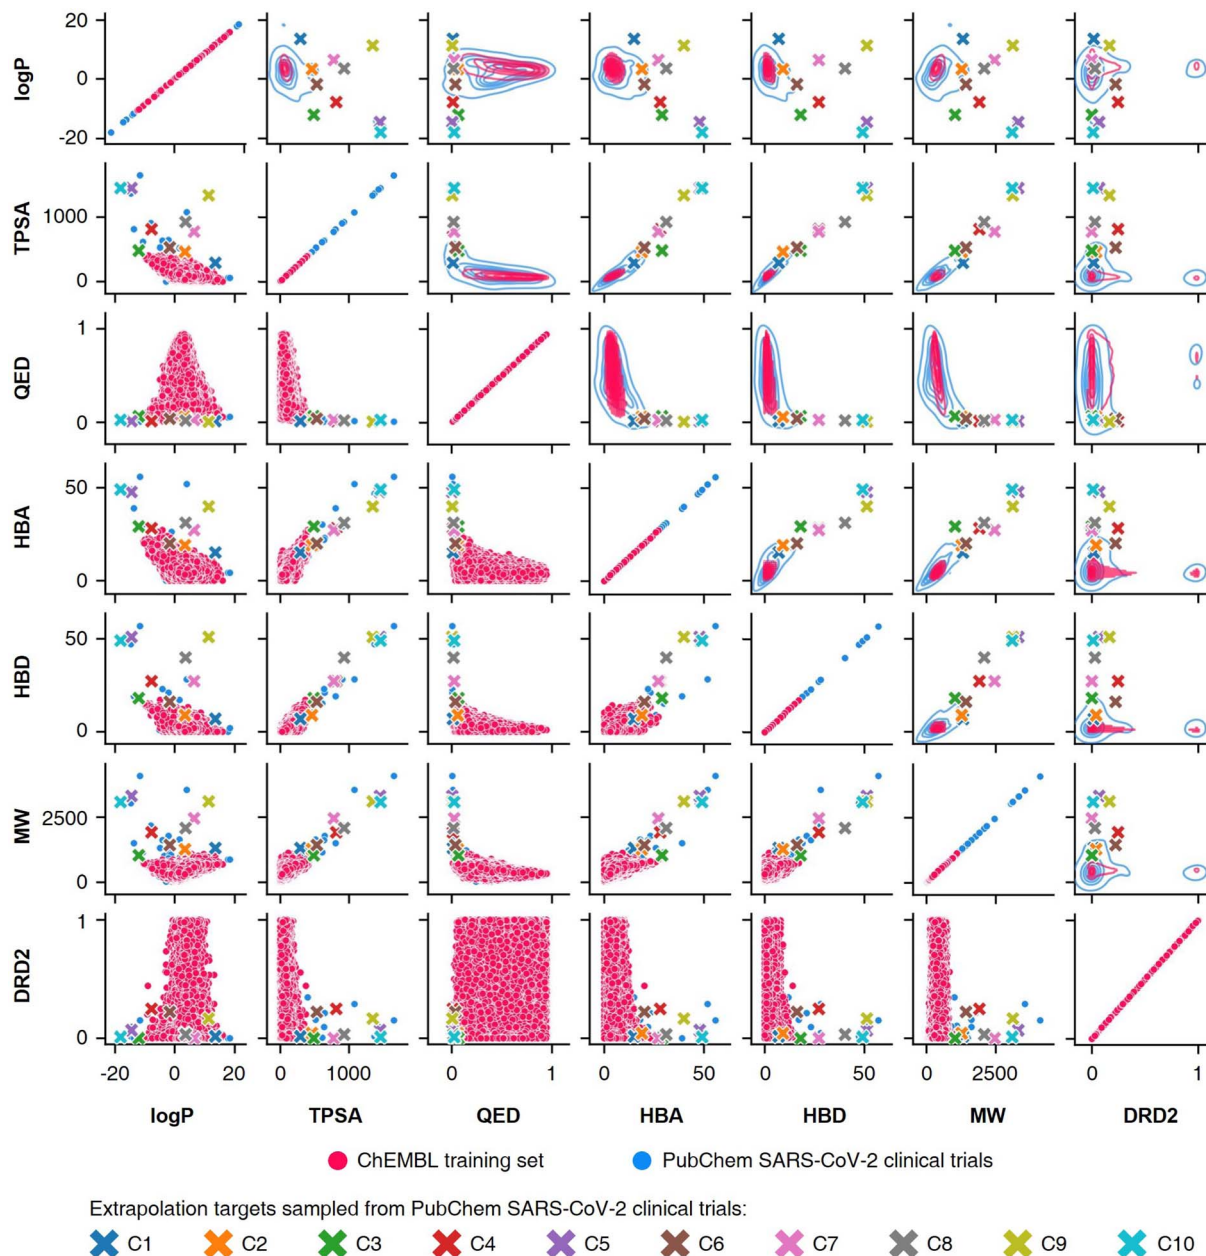 20
0
-20
logP
1000
0
TPSA
1
0
QED
50
0
HBA
50
0
HBD
2500
0
MW
1
0
DRD2
-20 0 20 0 1000 0 1 0 50 0 50 0 2500 0 1
logP TPSA QED HBA HBD MW DRD2
ChEMBL training set PubChem SARS-CoV-2 clinical trials
Extrapolation targets sampled from PubChem SARS-CoV-2 clinical trials:
C1 C2 C3 C4 C5 C6 C7 C8 C9 C10